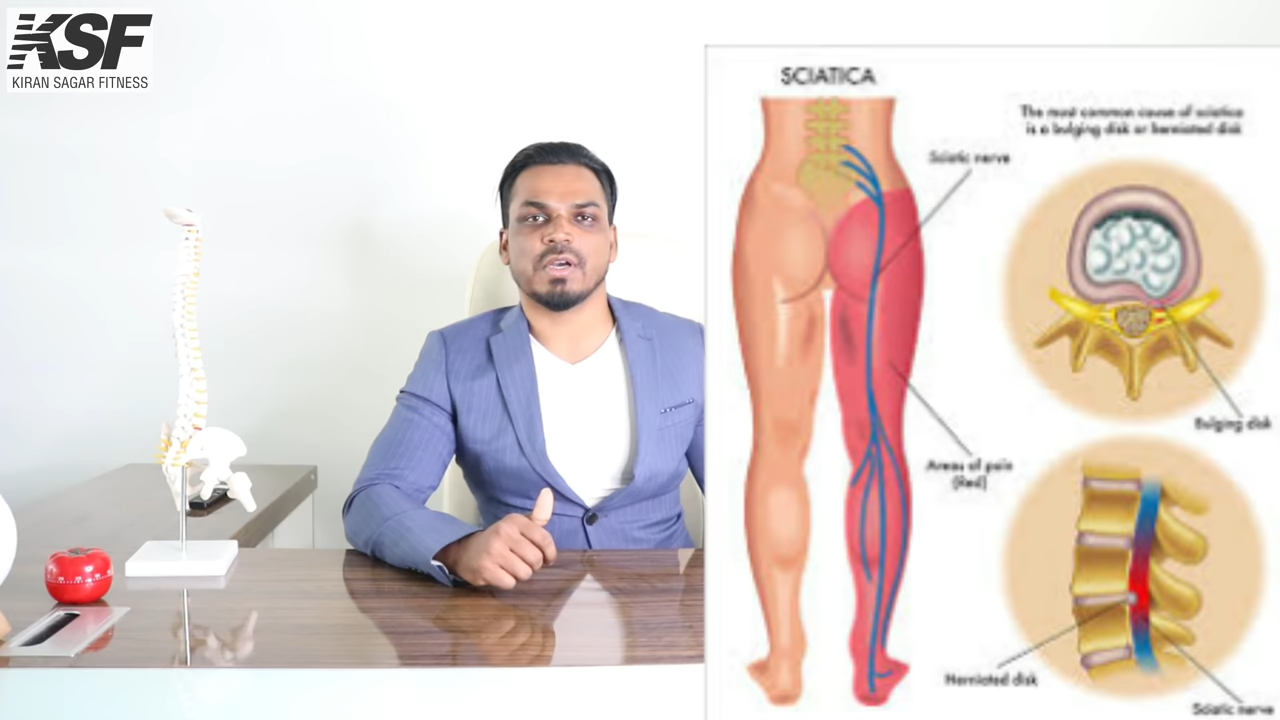 KSF
KIRAN SAGAR FITNESS
SCIATICA
The most common cause of sciatica
is a bulging disk or herniated disk
Sciatic nerve
Bulging disk
Areas of pain
(Red)
Herniated disk
Sciatic nerve